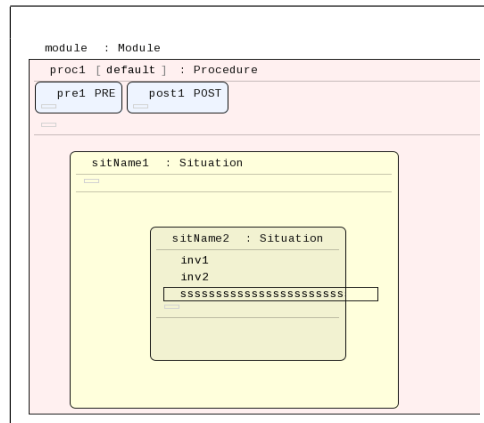 module : Module
proc1 [ default ] : Procedure
pre1 PRE post1 POST
sitName1 : Situation
sitName2 : Situation
inv1
inv2
sssssssssssssssssssssss